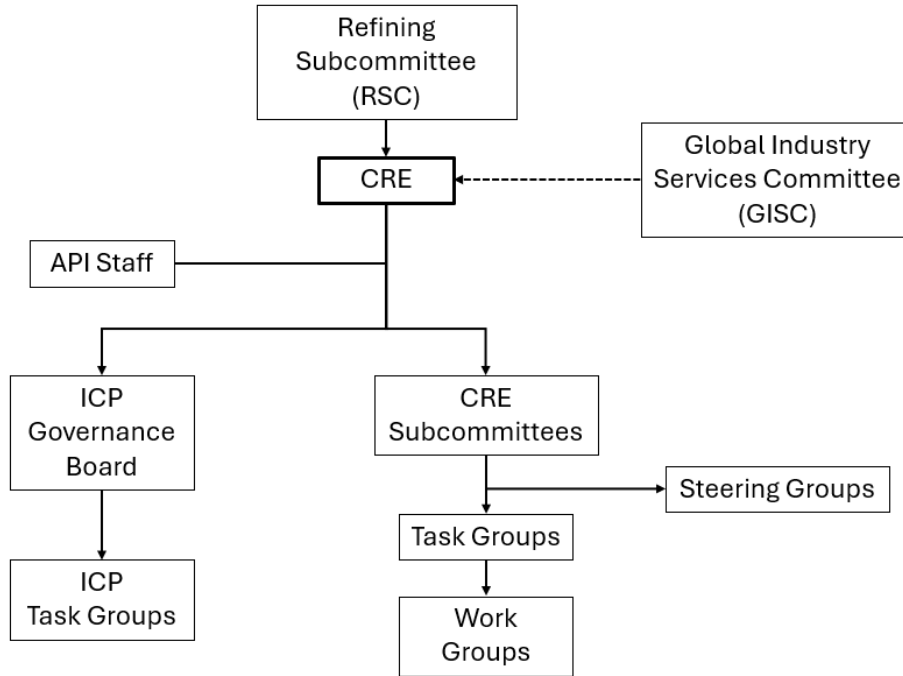 Refining
Subcommittee
(RSC)
CRE
Global Industry
Services Committee
(GISC)
API Staff
ICP
Governance
Board
CRE
Subcommittees
Steering Groups
Task Groups
ICP
Task Groups
Work
Groups